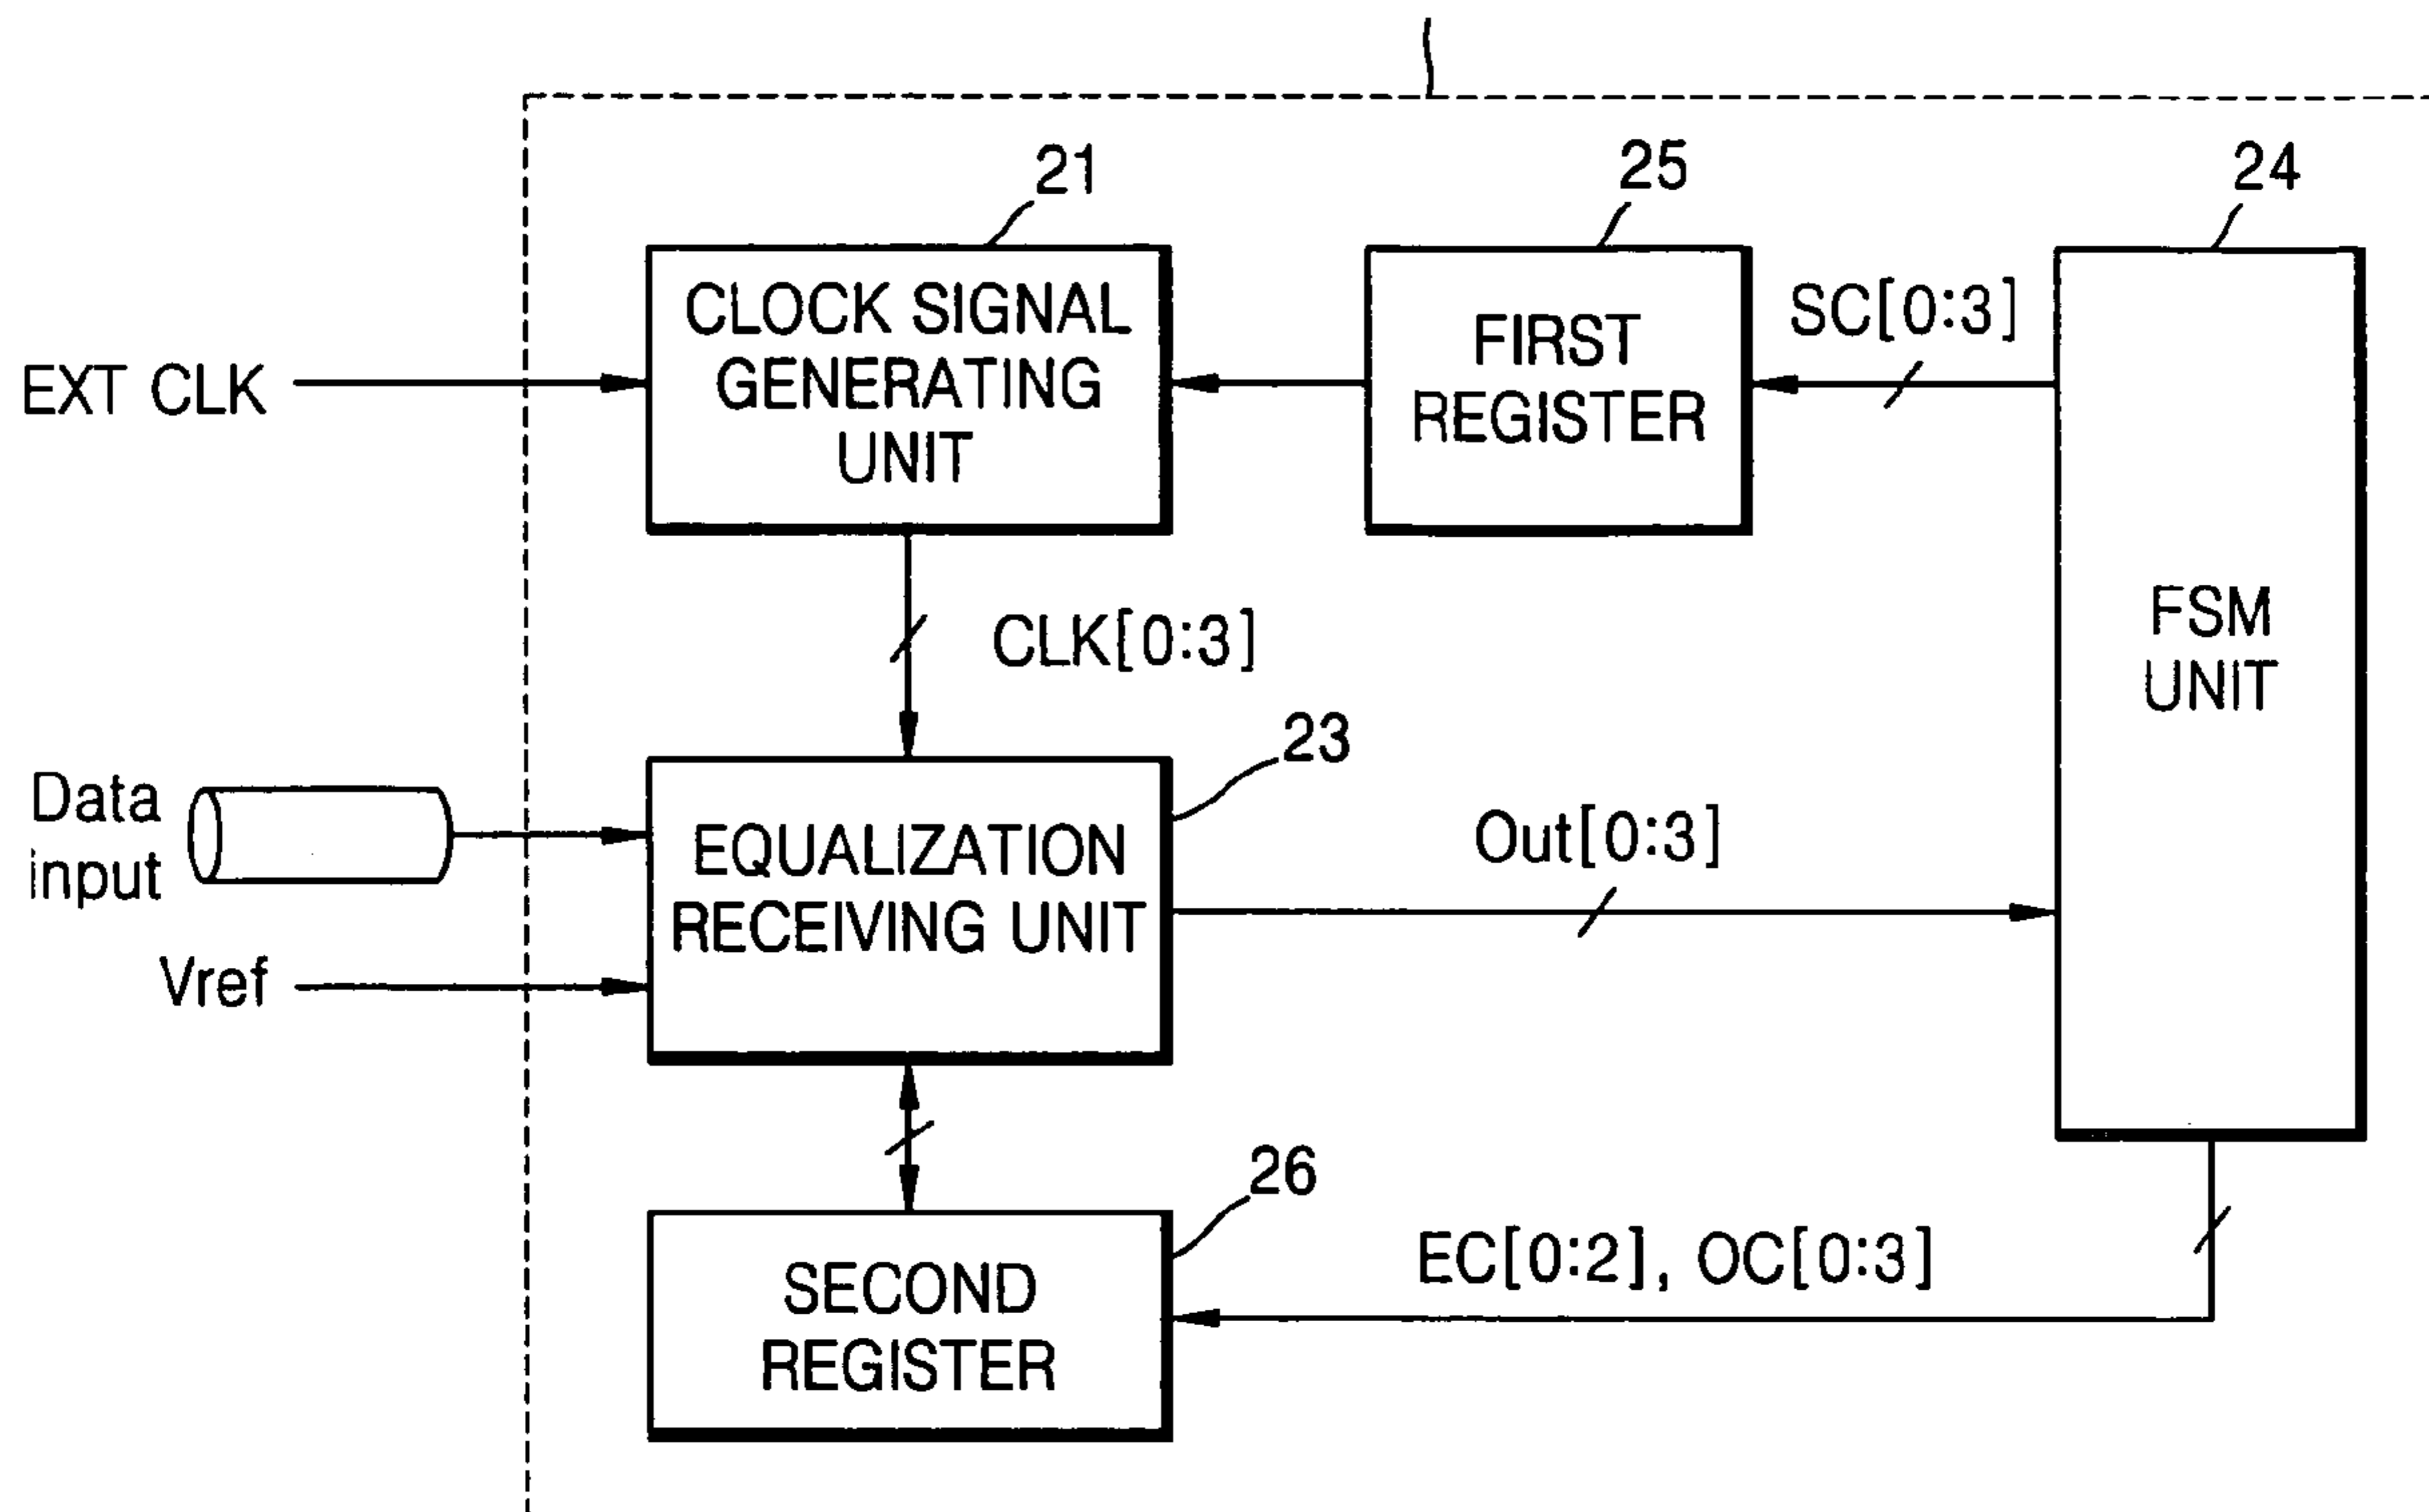 21
25
24
CLOCK SIGNAL
GENERATING
UNIT
FIRST
REGISTER
SC[0:3]
EXT CLK
FSM
UNIT
CLK[0:3]
23
Data
input
EQUALIZATION
RECEIVING UNIT
Out[0:3]
Vref
26
SECOND
REGISTER
EC[0:2], OC[0:3]